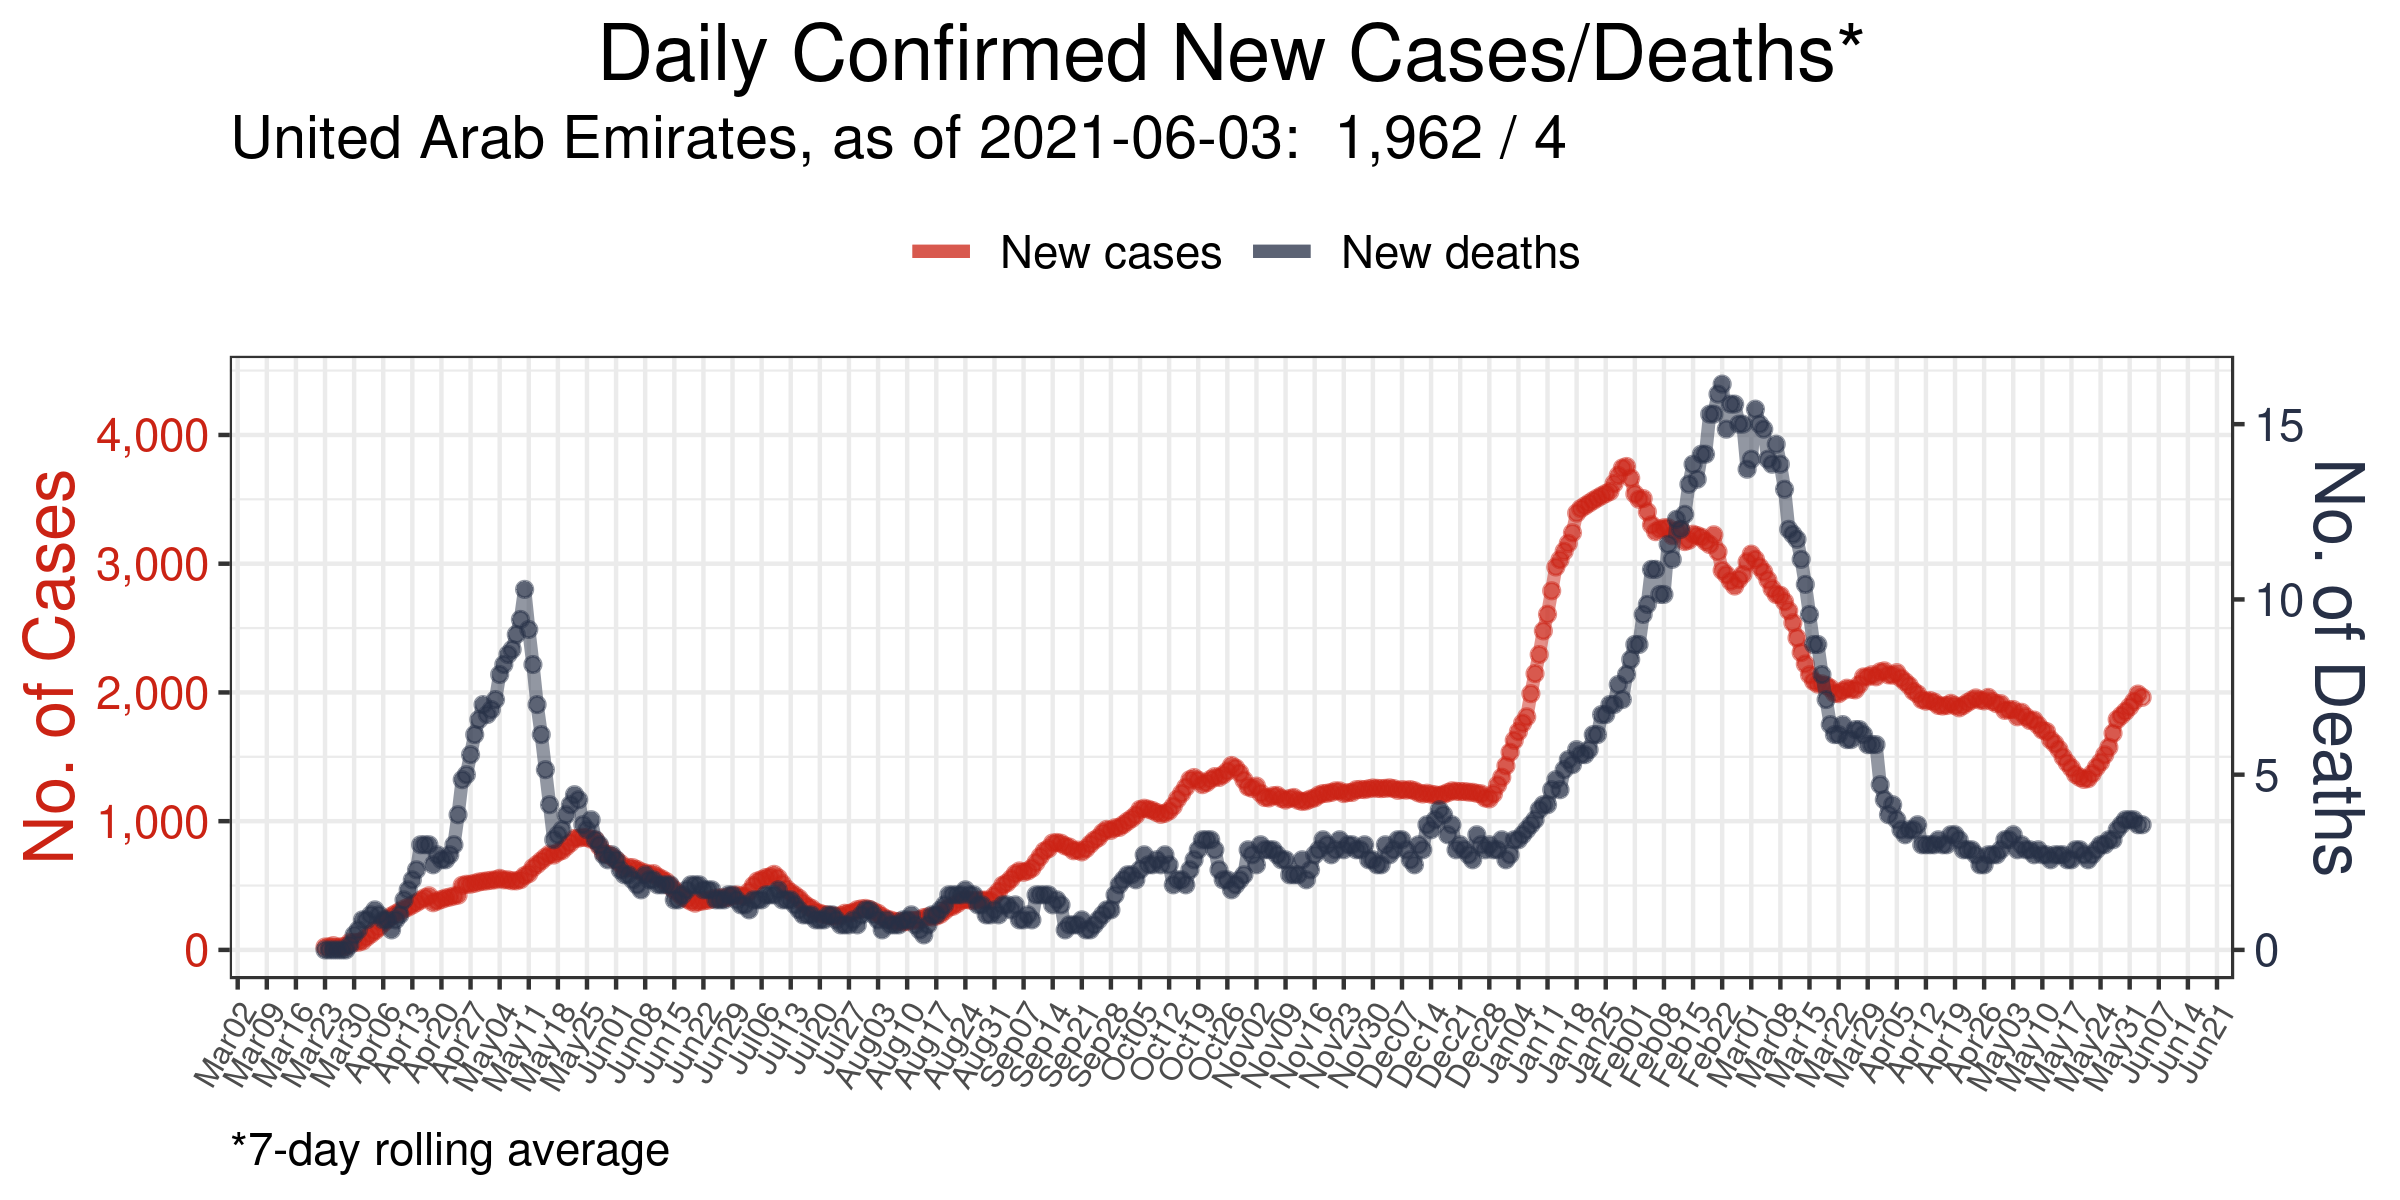 Daily Confirmed New Cases/Deaths*
United Arab Emirates, as of 2021-06-03:  1,962 / 4
New cases
New deaths
No. of Cases
4,000
3,000
2,000
1,000
0
15
10
5
0
No. of Deaths
Mar02
Mar09
Mar16
Mar23
Mar30
Apr06
Apr13
Apr20
Apr27
May04
May11
May18
May25
Jun01
Jun08
Jun15
Jun22
Jun29
Jul06
Jul13
Jul20
Jul27
Aug03
Aug10
Aug17
Aug24
Aug31
Sep07
Sep14
Sep21
Sep28
Oct05
Oct12
Oct19
Oct26
Nov02
Nov09
Nov16
Nov23
Nov30
Dec07
Dec14
Dec21
Dec28
Jan04
Jan11
Jan18
Jan25
Feb01
Feb08
Feb15
Feb22
Mar01
Mar08
Mar15
Mar22
Mar29
Apr05
Apr12
Apr19
Apr26
May03
May10
May17
May24
May31
Jun07
Jun14
Jun21
*7-day rolling average